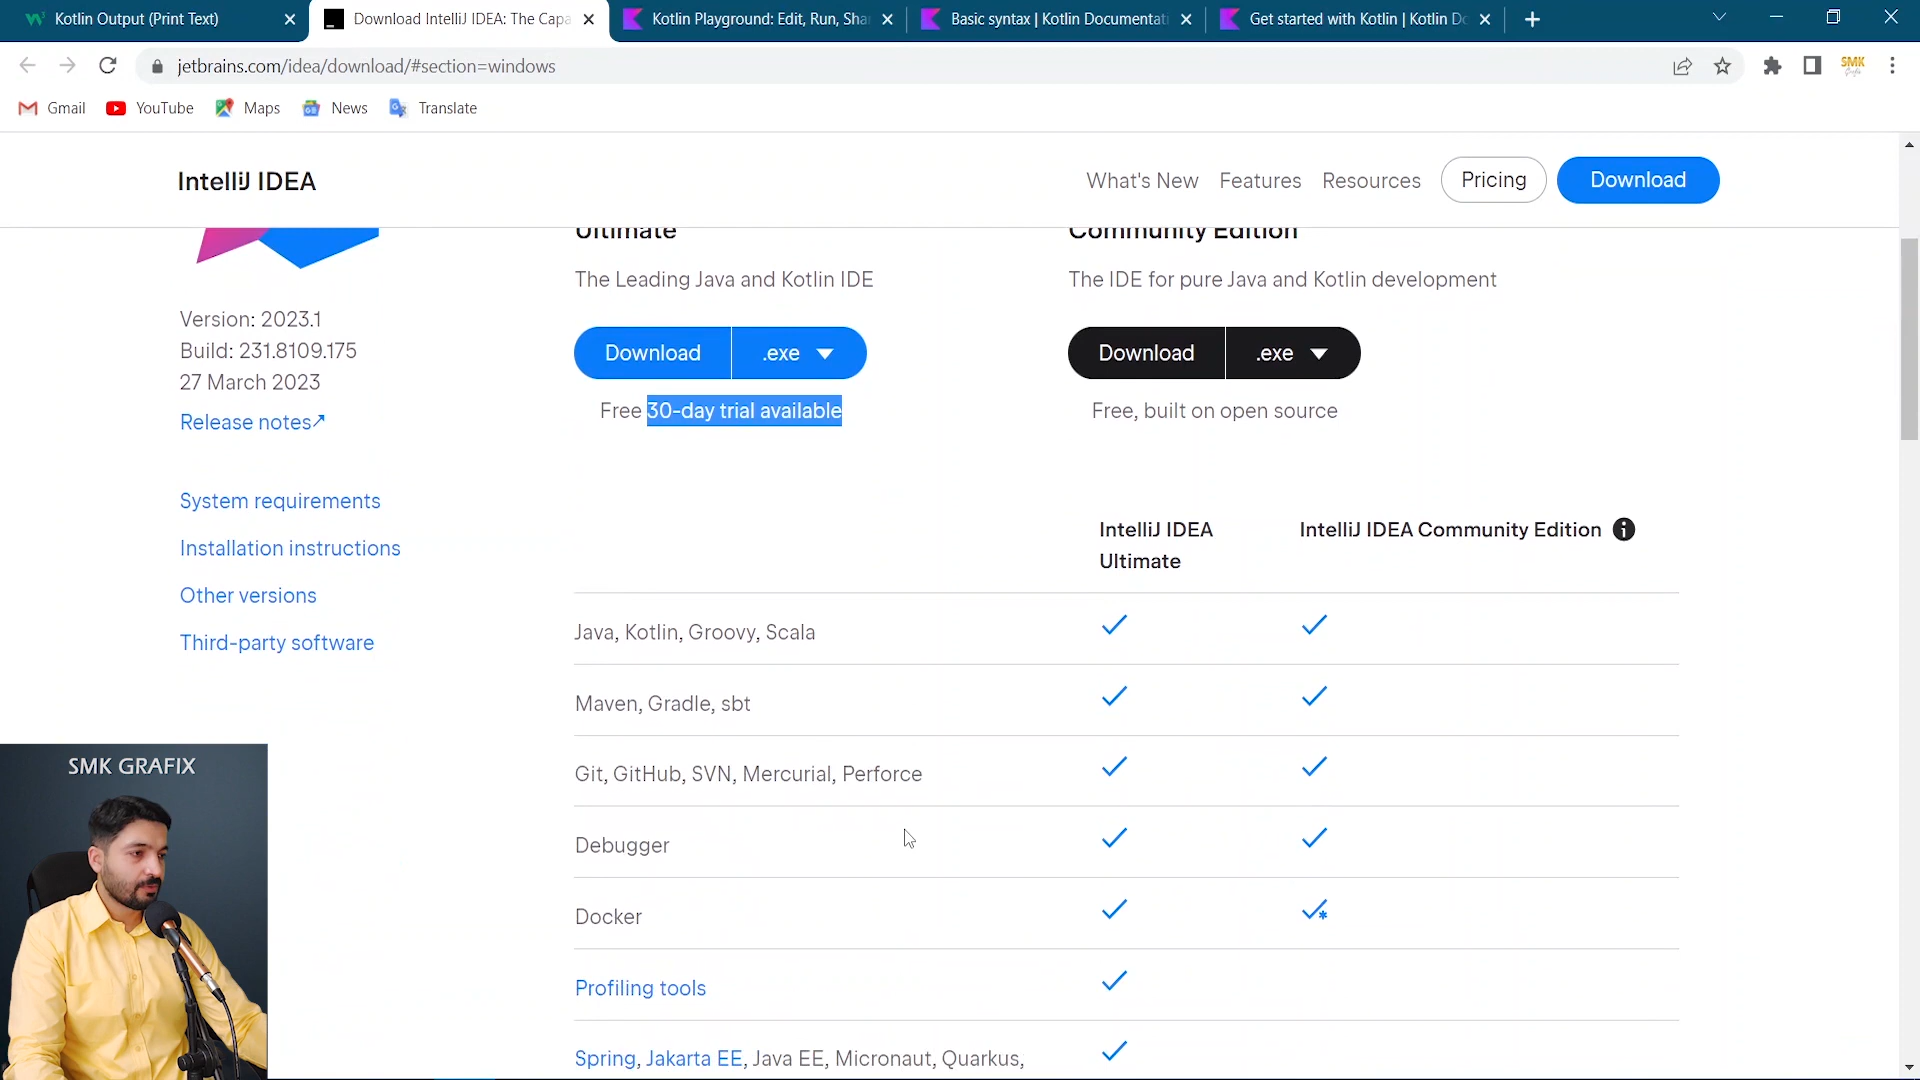 Kotlin Output (Print Text)
Download IntelliJ IDEA: The Capa
Kotlin Playground: Edit, Run, Sha
Basic syntax | Kotlin Documentati
Get started with Kotlin | Kotlin Do
jetbrains.com/idea/download/#section=windows
SMK
Gmail
YouTube
Maps
News
Translate
IntelliJ IDEA
What's New
Features
Resources
Pricing
Download
Ultimate
Community Edition
The Leading Java and Kotlin IDE
The IDE for pure Java and Kotlin development
Version: 2023.1
Build: 231.8109.175
27 March 2023
Release notes↗
Download .exe
Download .exe
Free 30-day trial available
Free, built on open source
System requirements
Installation instructions
Other versions
Third-party software
IntelliJ IDEA
Ultimate
IntelliJ IDEA Community Edition
Java, Kotlin, Groovy, Scala
Maven, Gradle, sbt
Git, GitHub, SVN, Mercurial, Perforce
Debugger
Docker
Profiling tools
Spring, Jakarta EE, Java EE, Micronaut, Quarkus,
SMK GRAFIX